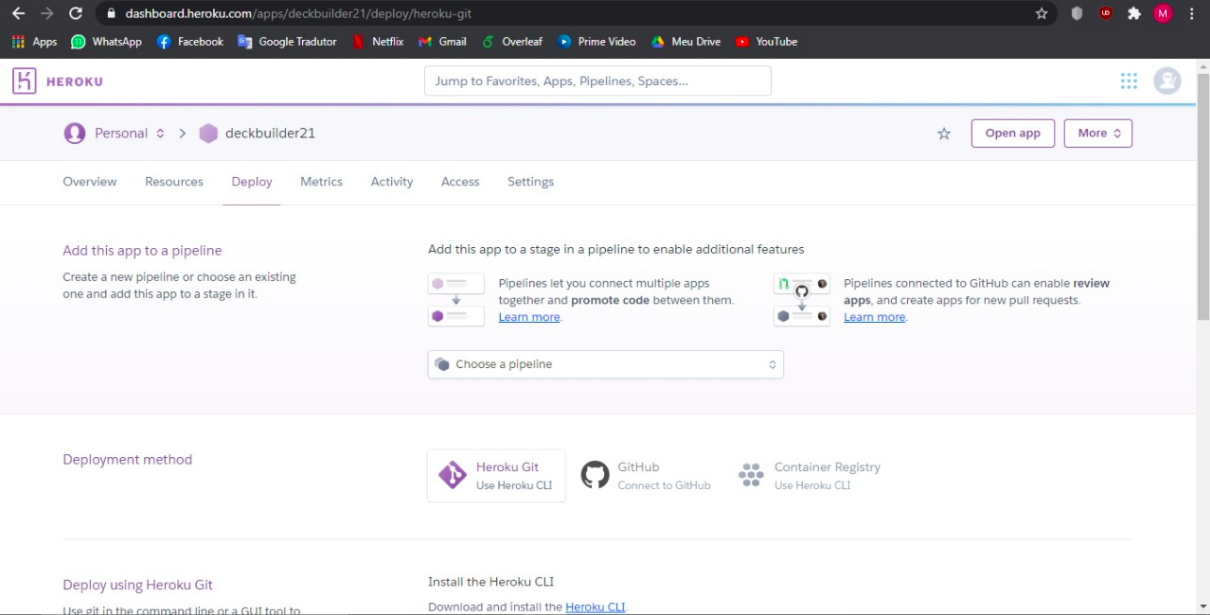 dashboard.heroku.com/apps/deckbuilder21/deploy/heroku-git
UD
M
Apps WhatsApp Facebook Google Tradutor Netflix Gmail Overleaf Prime Video Meu Drive YouTube
HEROKU
Jump to Favorites, Apps, Pipelines, Spaces...
Personal > deckbuilder21
Open app
More
Overview Resources Deploy Metrics Activity Access Settings
Add this app to a pipeline
Create a new pipeline or choose an existing
one and add this app to a stage in it.
Add this app to a stage in a pipeline to enable additional features
Pipelines let you connect multiple apps
together and promote code between them.
Learn more.
Pipelines connected to GitHub can enable review
apps, and create apps for new pull requests.
Learn more.
Choose a pipeline
Deployment method
Heroku Git
Use Heroku CLI
GitHub
Connect to GitHub
Container Registry
Use Heroku CLI
Deploy using Heroku Git
Use git in the command line or a GUI tool to
Install the Heroku CLI
Download and install the Heroku CLI.